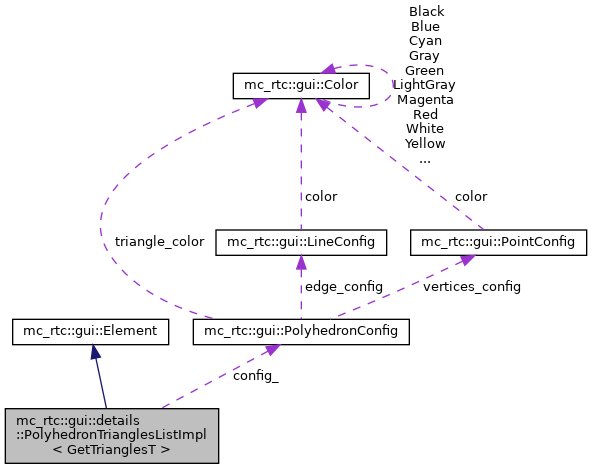 Black
Blue
Cyan
Gray
Green
LightGray
Magenta
Red
White
Yellow
...
mc_rtc::gui::Color
color
color
triangle_color
mc_rtc::gui::LineConfig
mc_rtc::gui::PointConfig
edge_config
vertices_config
mc_rtc::gui::Element
mc_rtc::gui::PolyhedronConfig
config_
mc_rtc::gui::details
::PolyhedronTrianglesListImpl
< GetTrianglesT >